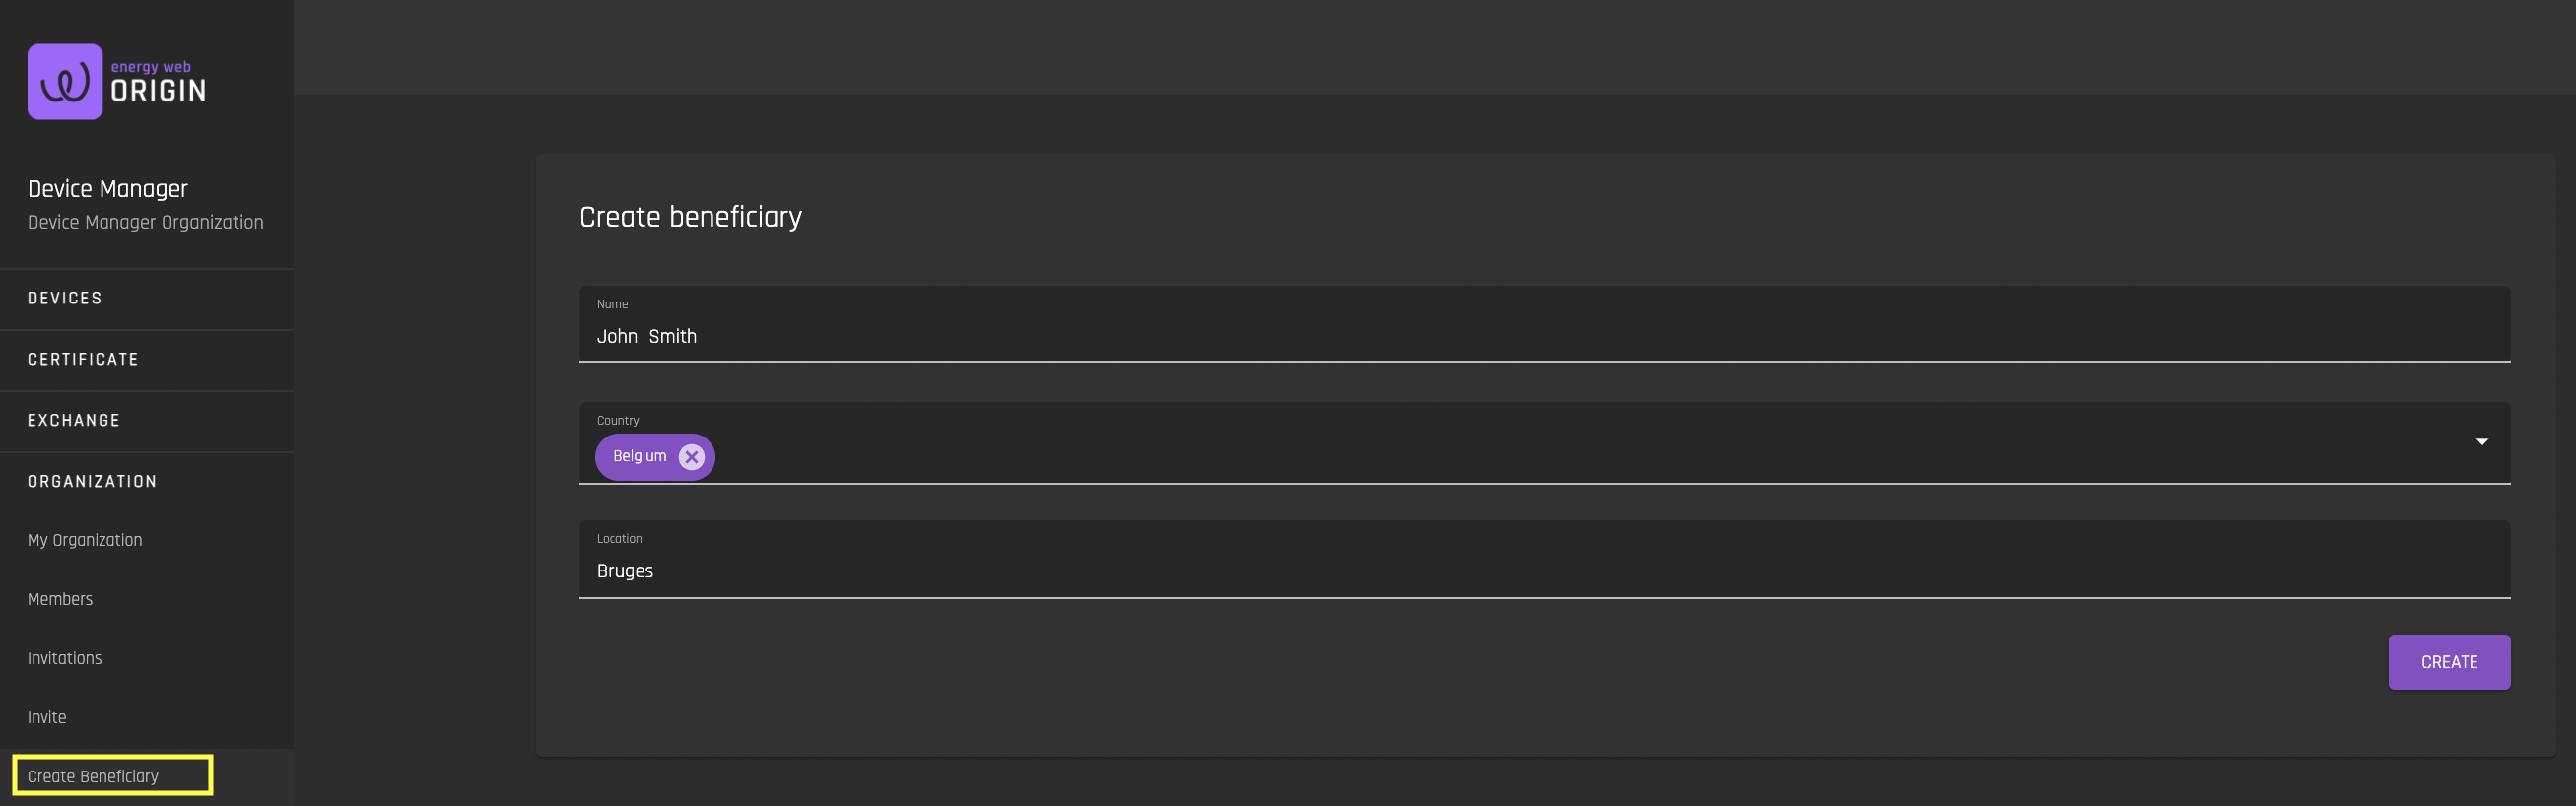 energy web
ORIGIN
Device Manager
Device Manager Organization
DEVICES
CERTIFICATE
EXCHANGE
ORGANIZATION
My Organization
Members
Invitations
Invite
Create Beneficiary
Create beneficiary
Name
John Smith
Country
Belgium
Location
Bruges
CREATE